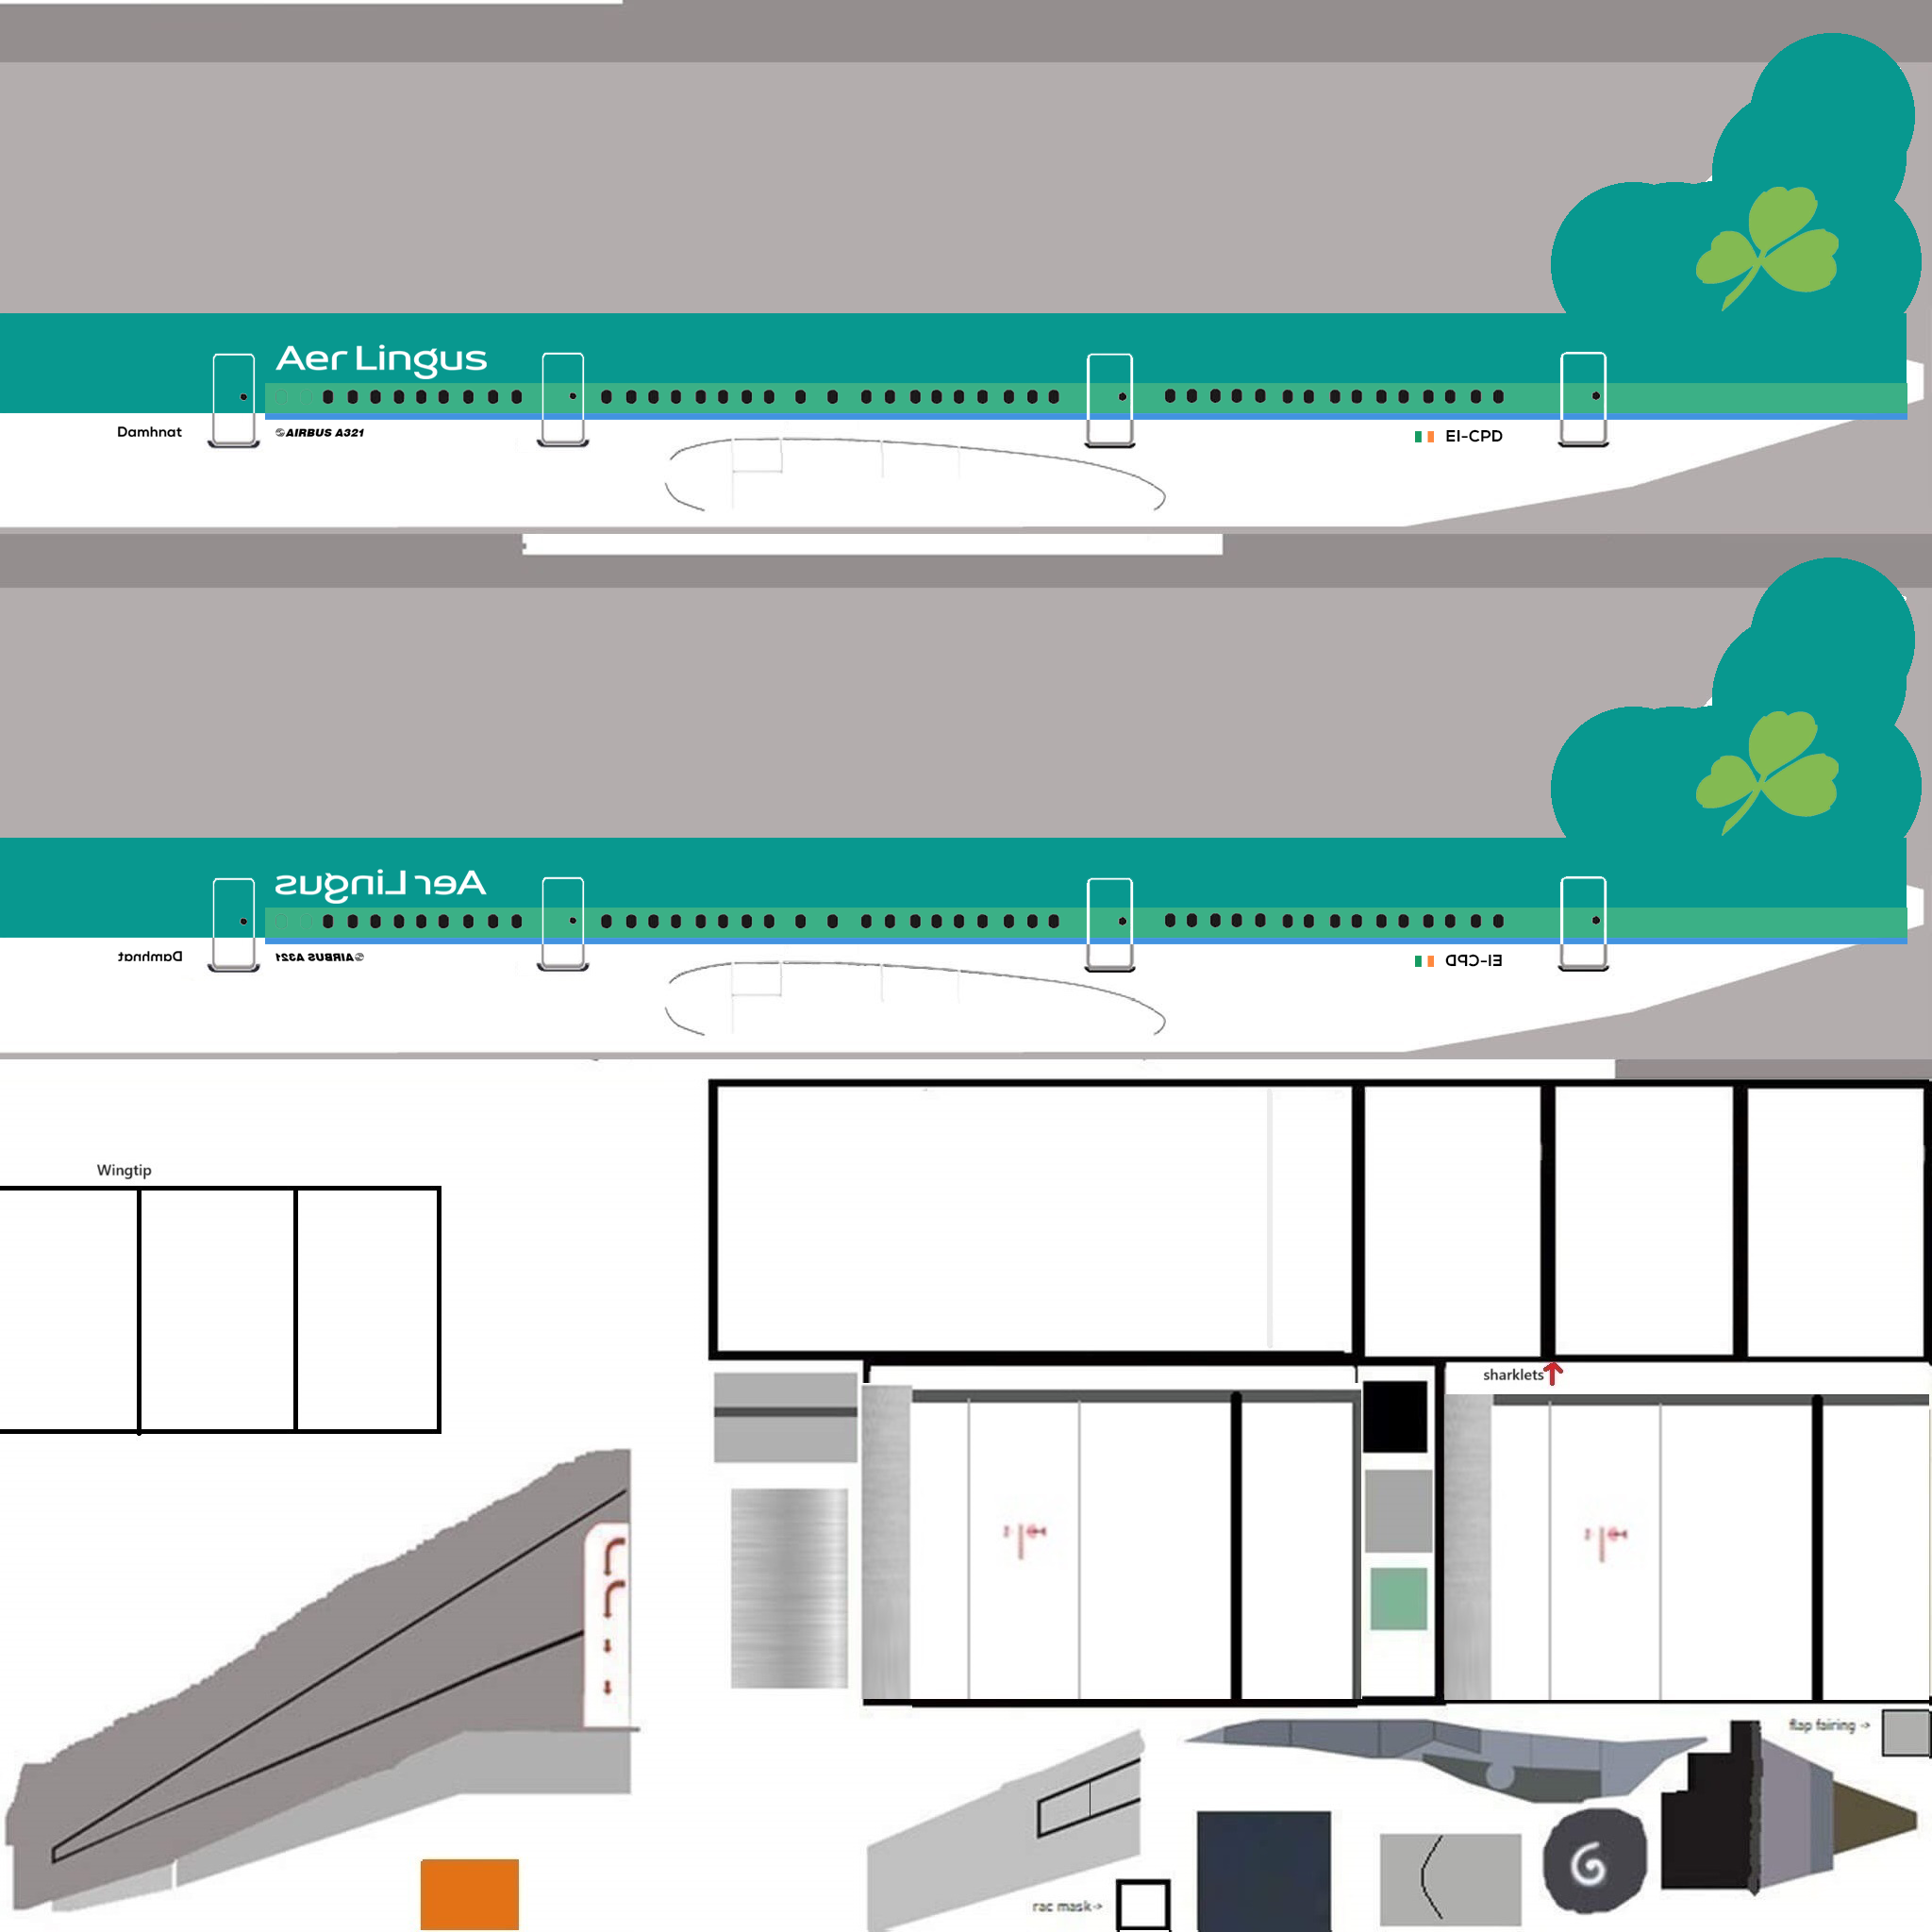 Aer Lingus
Damhnat
AIRBUS A321
EI-CPD
Aer Lingus
Damhnat
AIRBUS A321
EI-CPD
Wingtip
sharklets
flap fairing ->
rac mask->